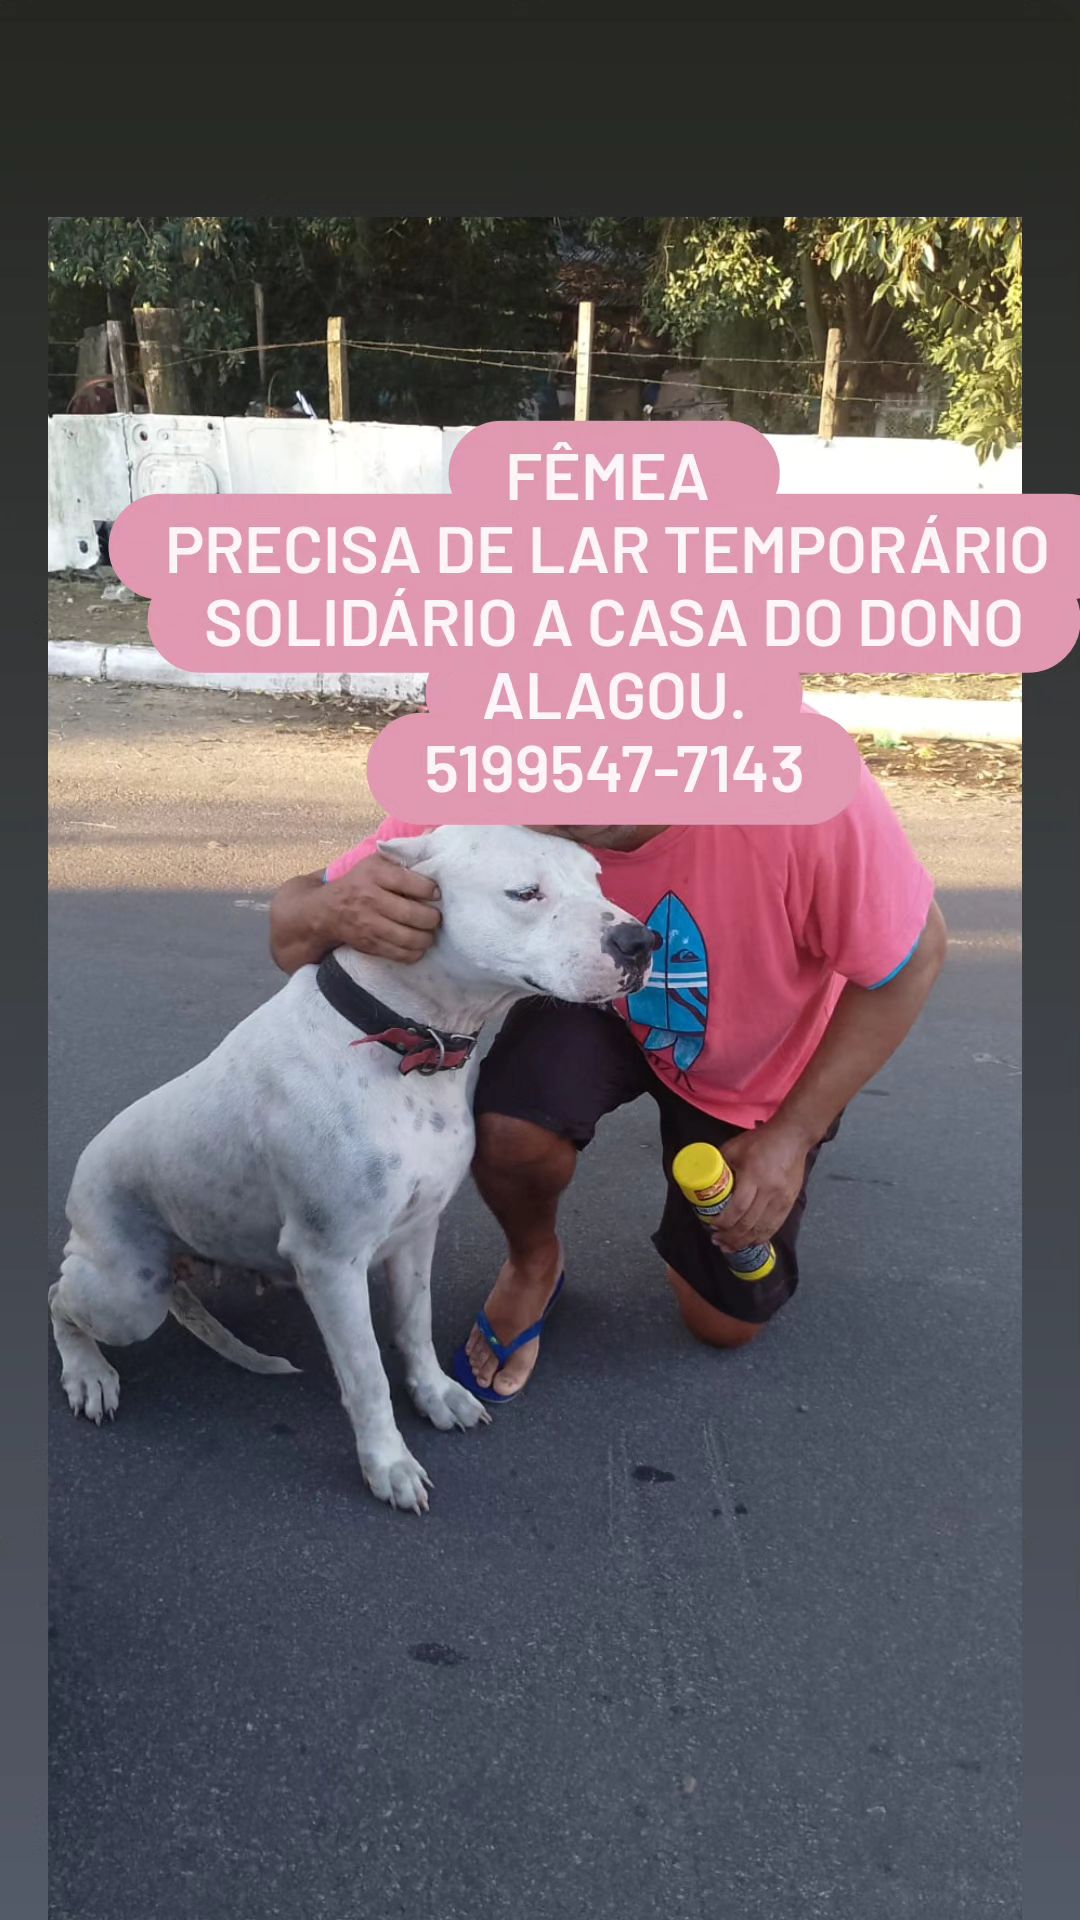 FÊMEA
PRECISA DE LAR TEMPORÁRIO
SOLIDÁRIO A CASA DO DONO
ALAGOU.
5199547-7143